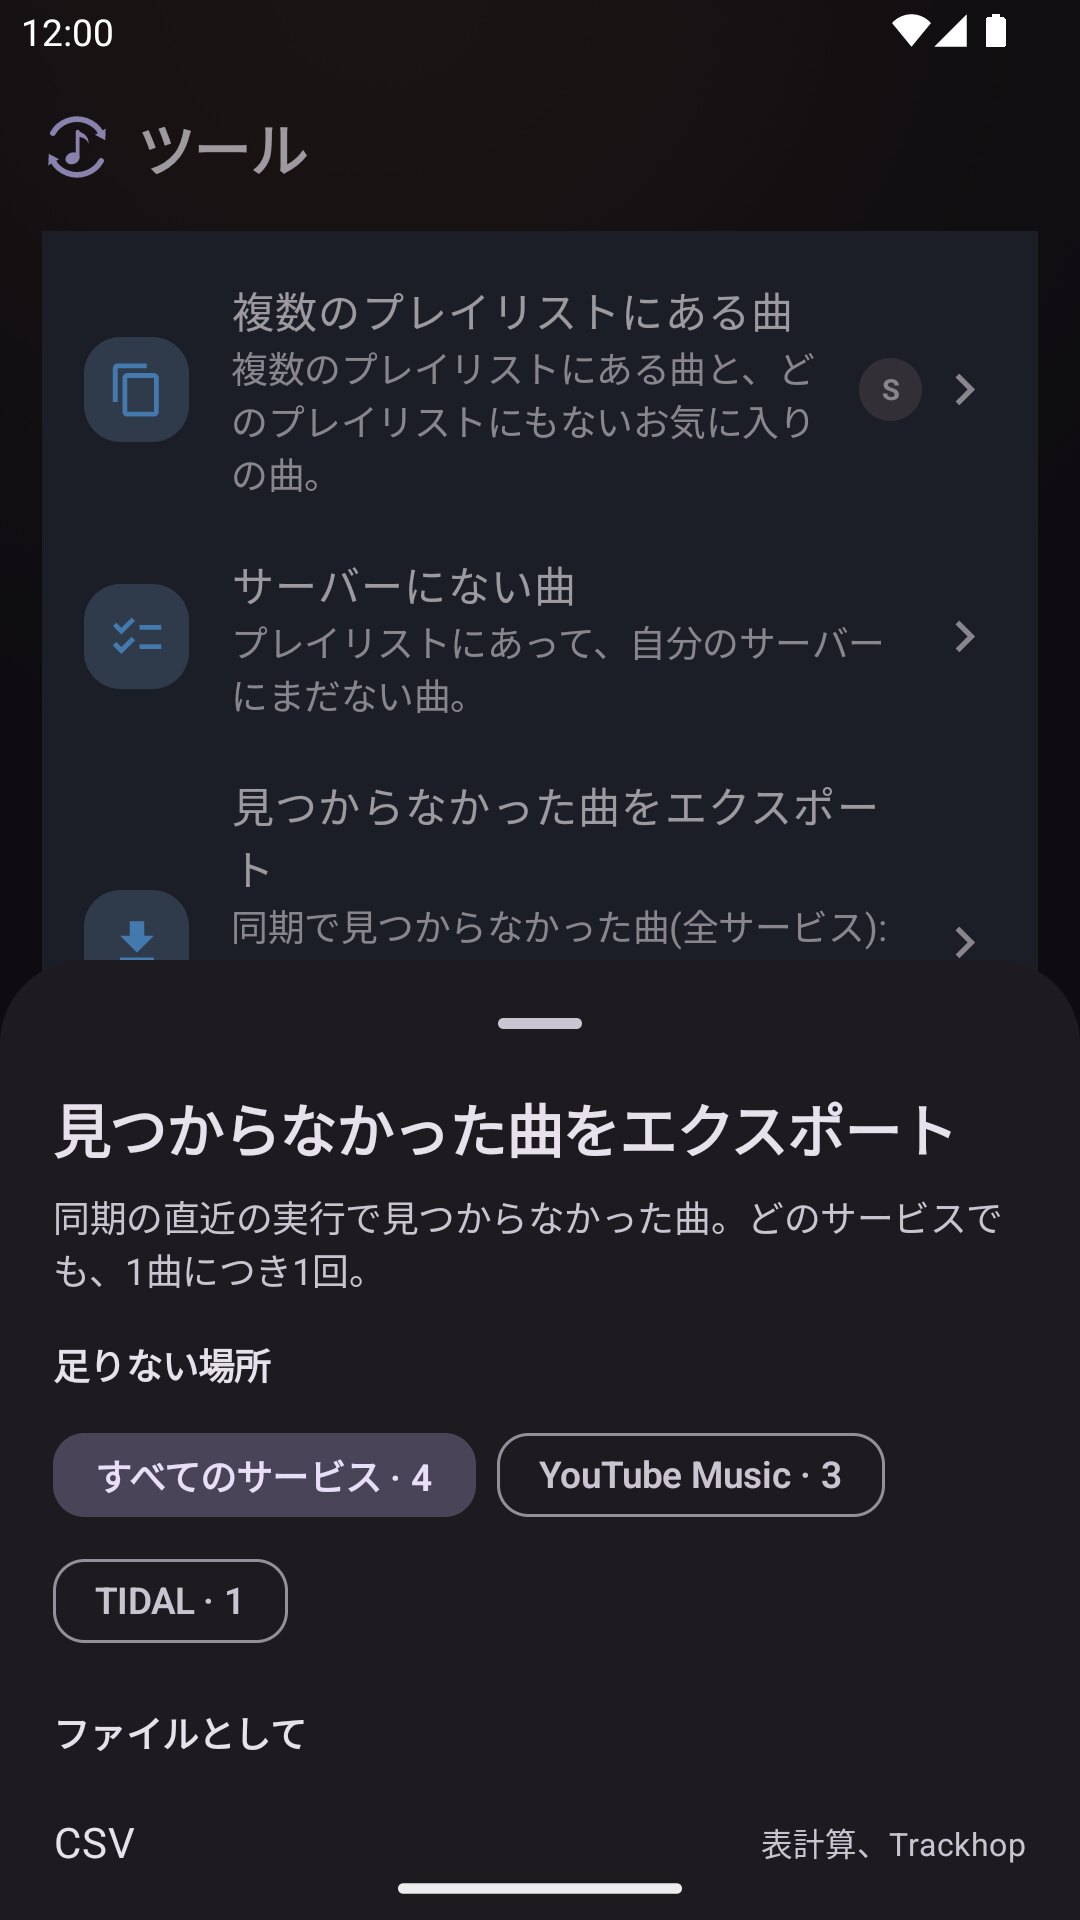 12:00
ツール
複数のプレイリストにある曲
複数のプレイリストにある曲と、ど
のプレイリストにもないお気に入り
の曲。
S
サーバーにない曲
プレイリストにあって、自分のサーバー
にまだない曲。
見つからなかった曲をエクスポー
ト
同期で見つからなかった曲(全サービス):
見つからなかった曲をエクスポート
同期の直近の実行で見つからなかった曲。どのサービスで
も、1曲につき1回。
足りない場所
すべてのサービス · 4
YouTube Music · 3
TIDAL · 1
ファイルとして
CSV
表計算、Trackhop